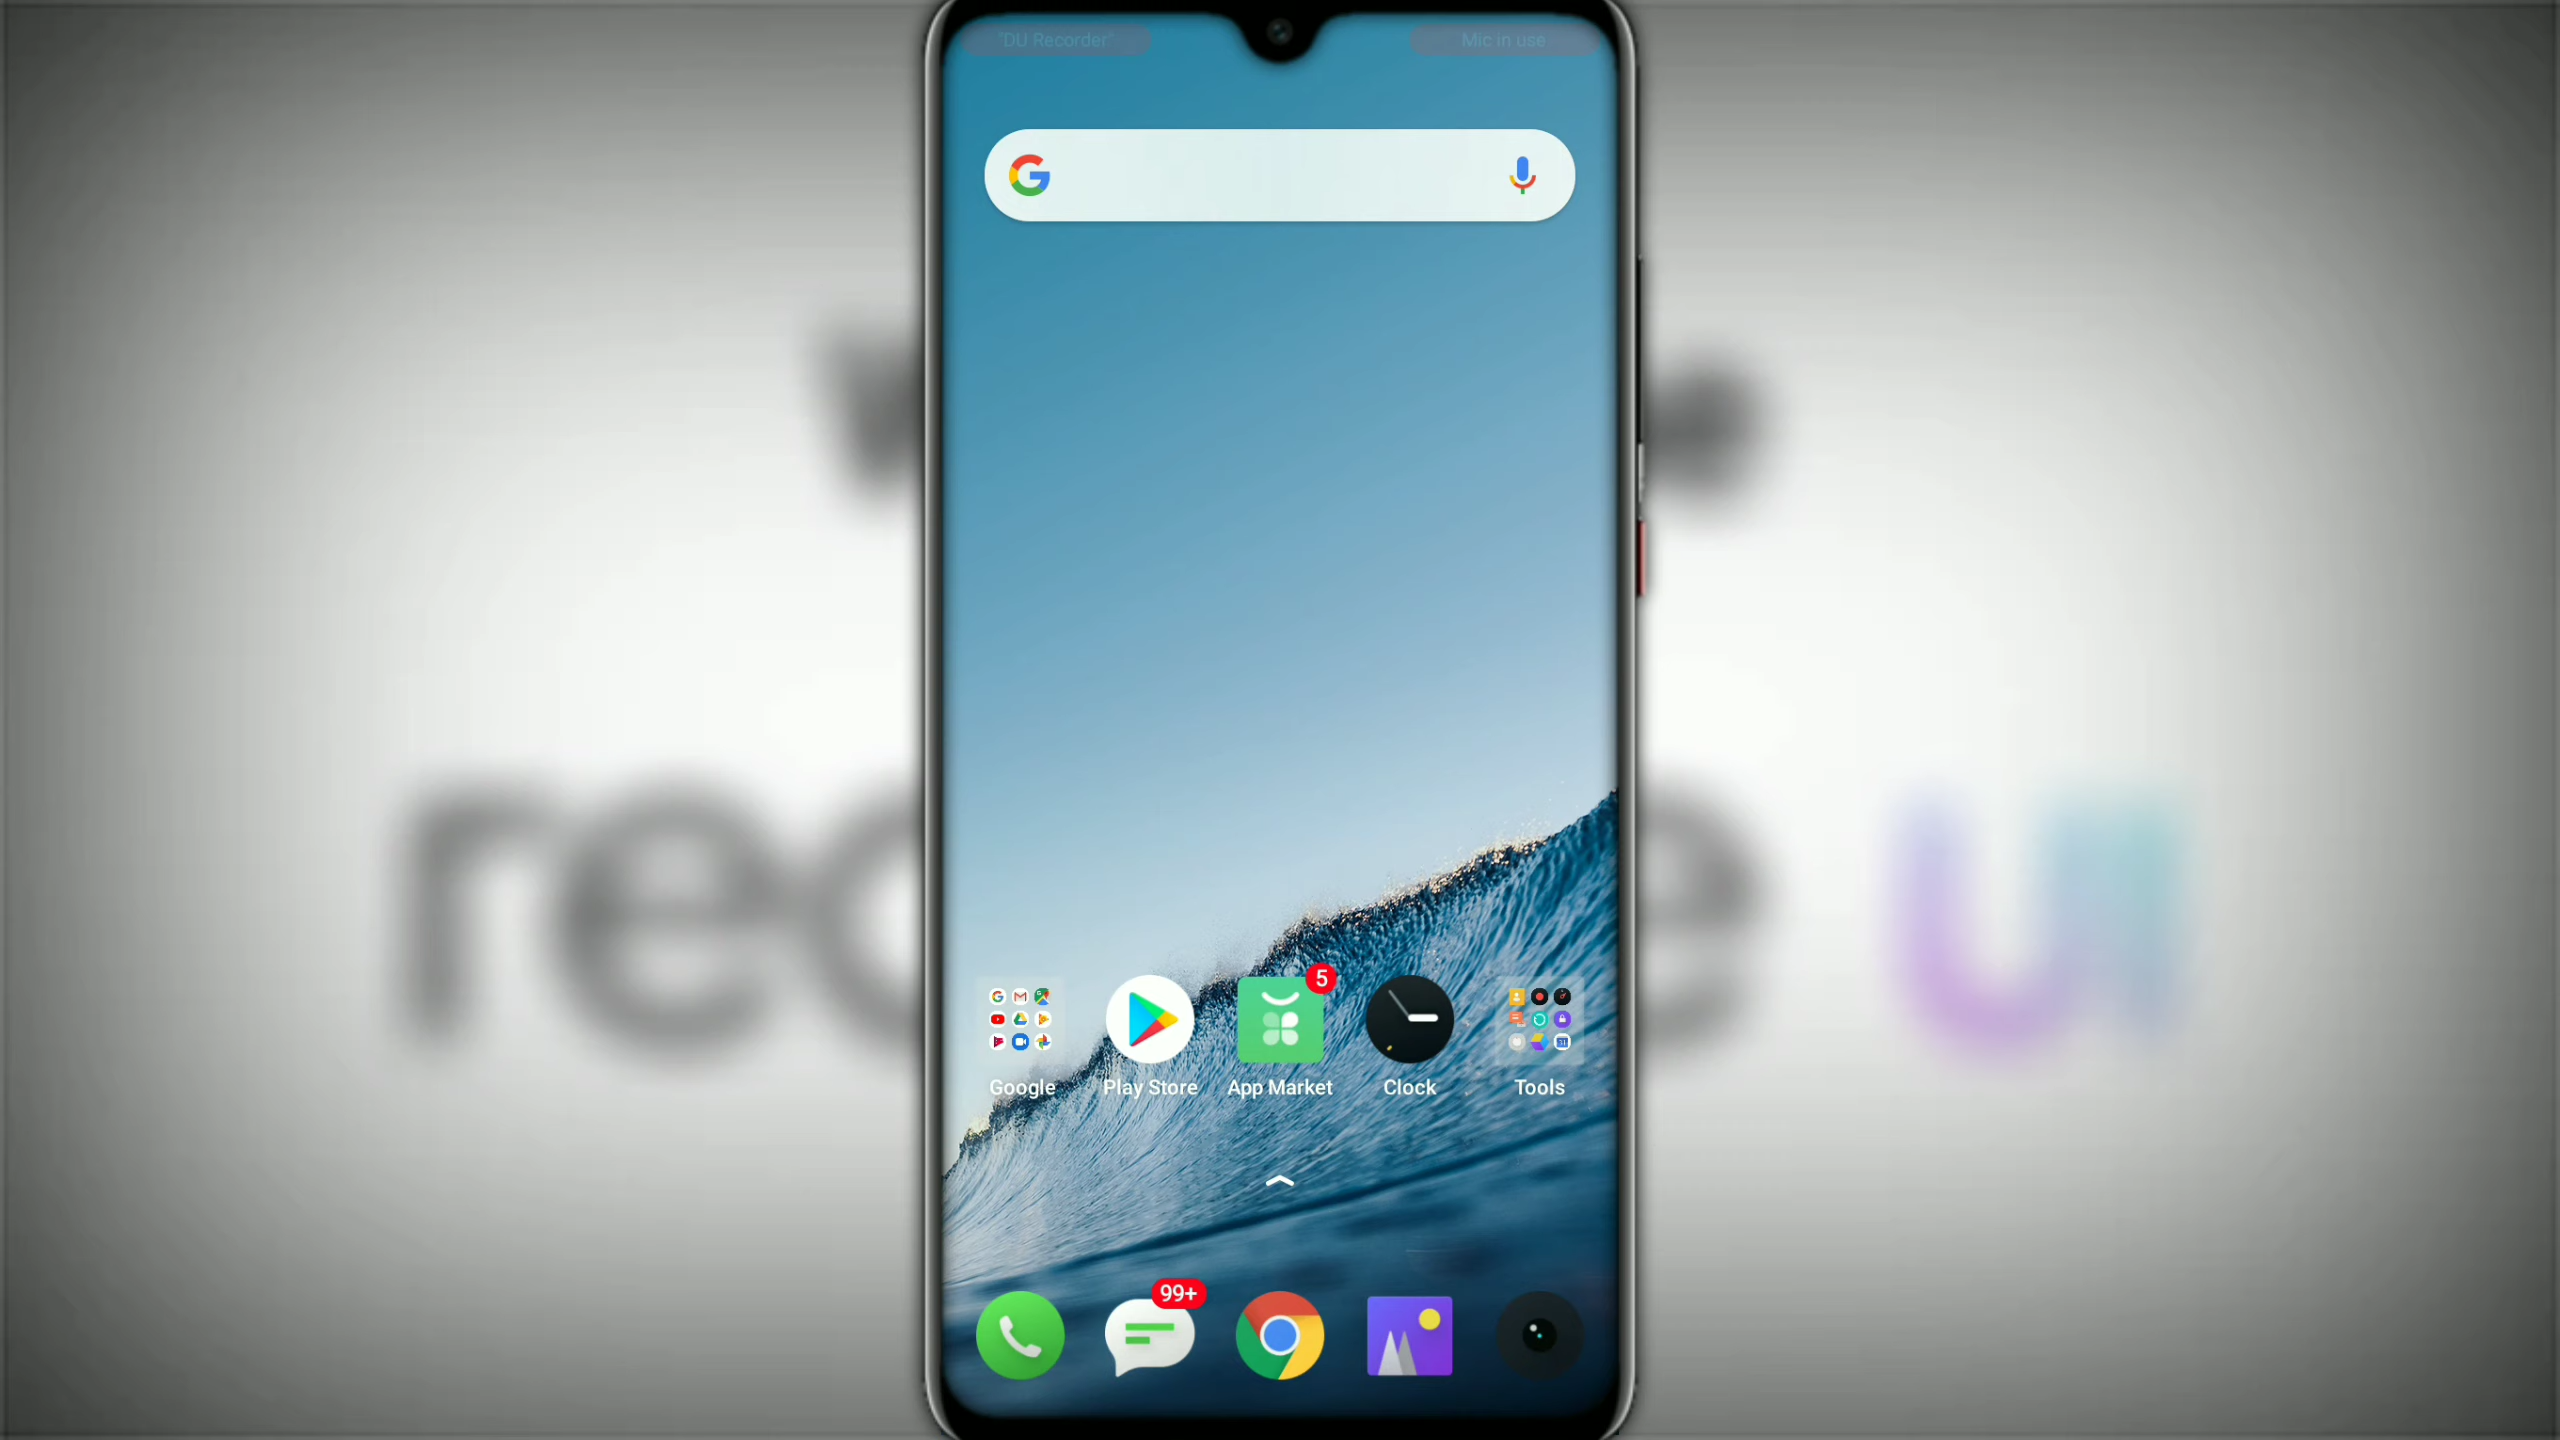 "DU Recorder"
Mic in use
5
Google
Play Store
App Market
Clock
Tools
99+